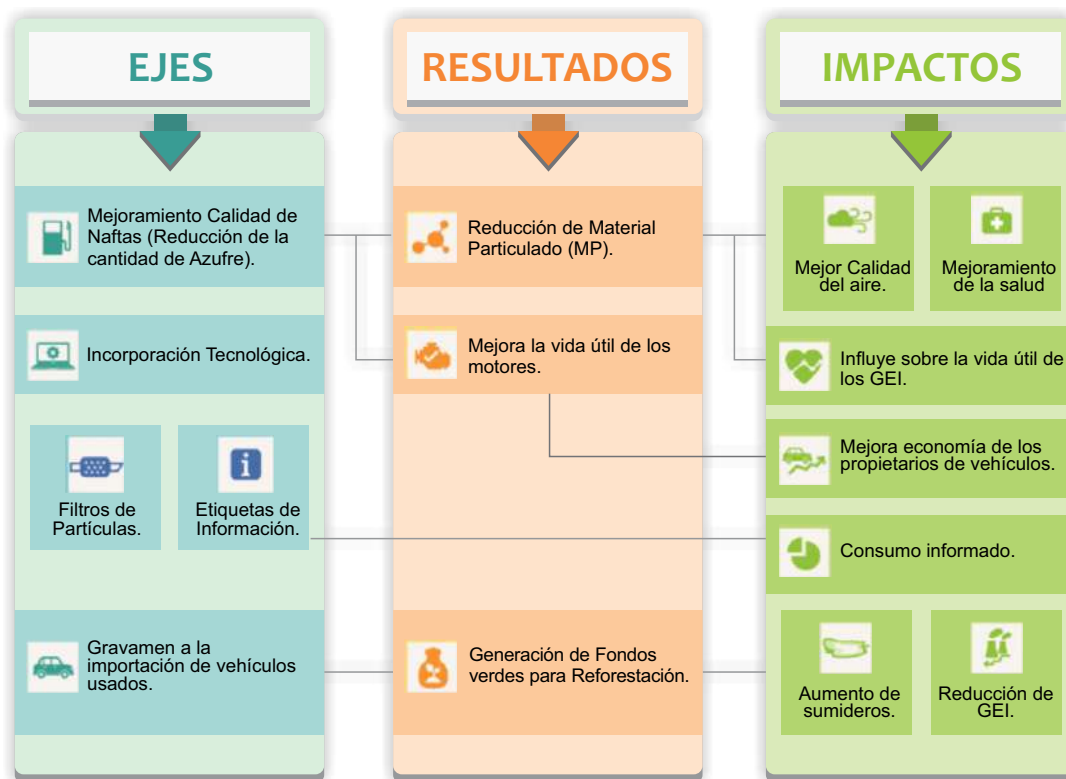 EJES
Mejoramiento Calidad de
Naftas (Reducción de la
cantidad de Azufre).
Incorporación Tecnológica.
Filtros de
Partículas.
Etiquetas de
Información.
Gravamen a la
importación de vehículos
usados.
RESULTADOS
Reducción de Material
Particulado (MP).
Mejora la vida útil de los
motores.
Generación de Fondos
verdes para Reforestación.
IMPACTOS
Mejor Calidad
del aire.
Mejoramiento
de la salud
Influye sobre la vida útil de
los GEI.
Mejora economía de los
propietarios de vehículos.
Consumo informado.
Aumento de
sumideros.
Reducción de
GEI.